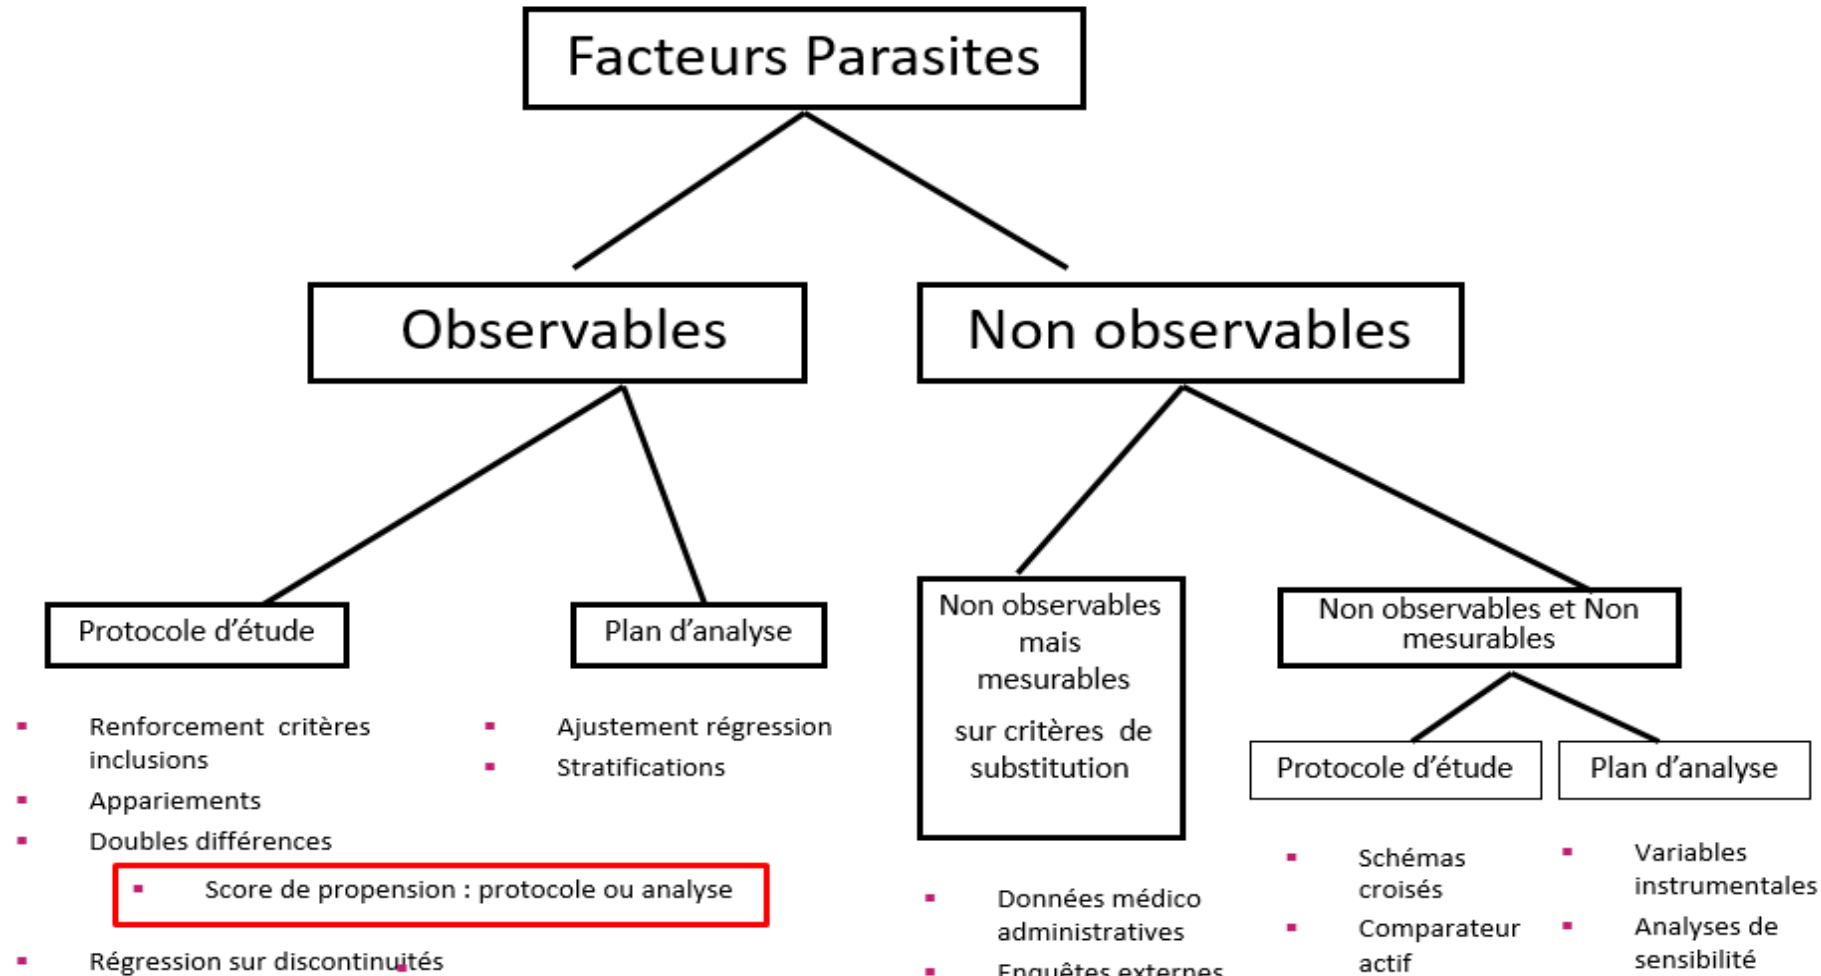 Facteurs Parasites
Observables
Non observables
Protocole d'étude
Plan d'analyse
Non observables
mais
mesurables
sur critères de
substitution
Non observables et Non
mesurables
Protocole d'étude
Plan d'analyse
Renforcement critères
inclusions
Appariements
Doubles différences
Score de propension : protocole ou analyse
Régression sur discontinuités
Ajustement régression
Stratifications
Données médico
administratives
Enquêtes externes
Schémas
croisés
Comparateur
actif
Variables
instrumentales
Analyses de
sensibilité